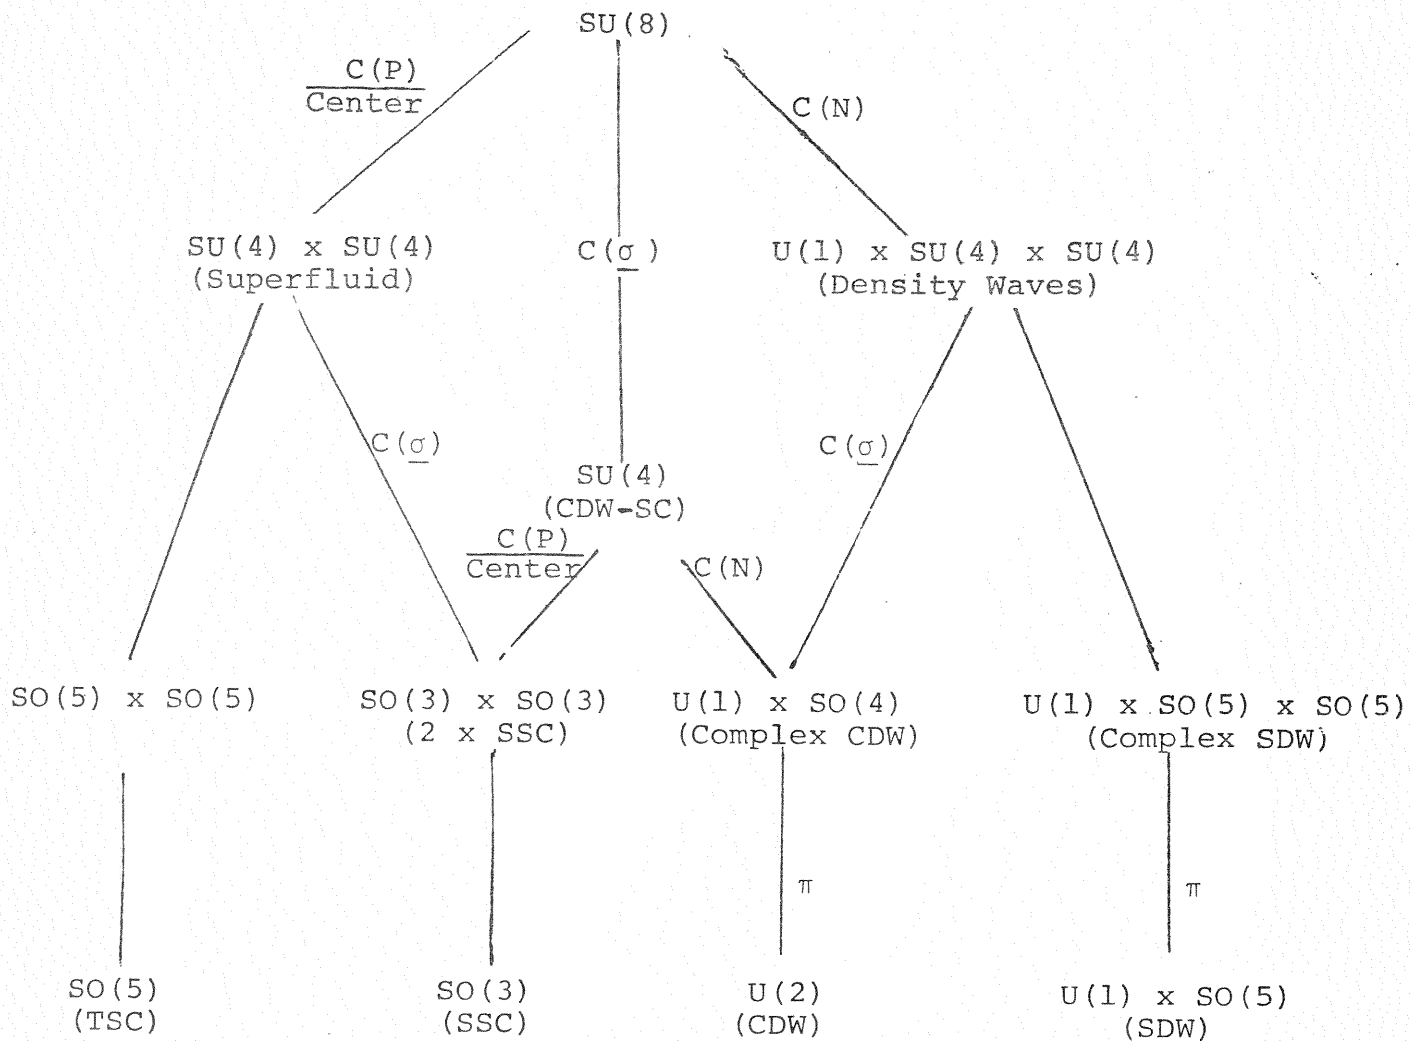 SU(8)
C(P)
Center
C(N)
SU(4) x SU(4)
(Superfluid)
C(σ)
U(1) x SU(4) x SU(4)
(Density Waves)
C(σ)
C(σ)
SU(4)
(CDW-SC)
C(P)
Center
C(N)
SO(5) x SO(5)
SO(3) x SO(3)
(2 x SSC)
U(1) x SO(4)
(Complex CDW)
U(1) x SO(5) x SO(5)
(Complex SDW)
π
π
SO(5)
(TSC)
SO(3)
(SSC)
U(2)
(CDW)
U(1) x SO(5)
(SDW)